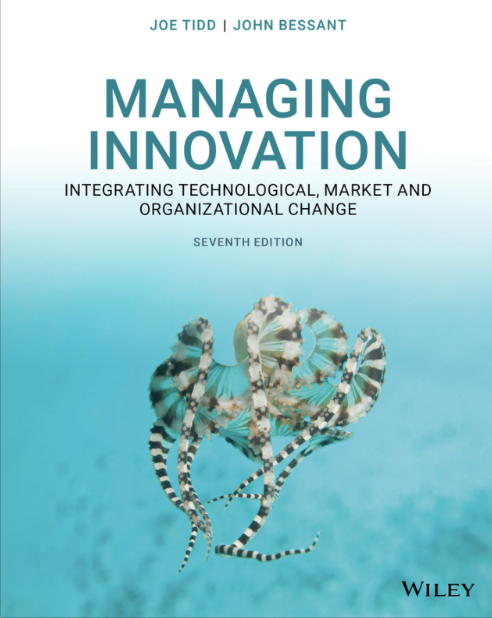 JOE TIDD | JOHN BESSANT
MANAGING
INNOVATION
INTEGRATING TECHNOLOGICAL, MARKET AND
ORGANIZATIONAL CHANGE
SEVENTH EDITION
WILEY